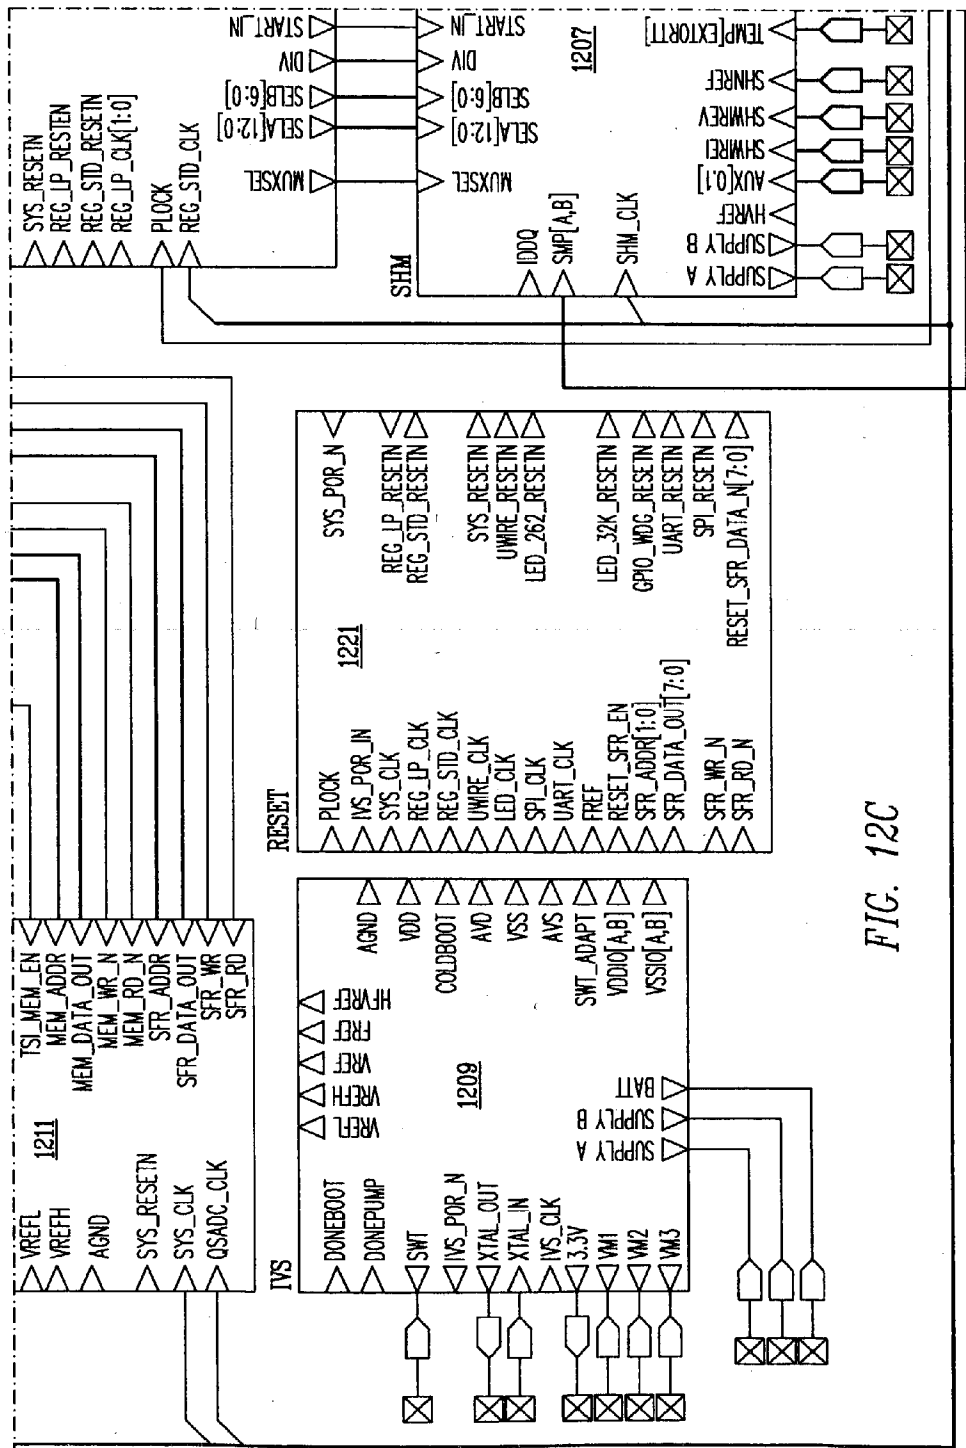 SYS_RESETN
REG_LP_RESTEN
REG_STD_RESETN
REG_LP_CLK[1:0]
PLOCK
REG_STD_CLK
START_IN
DIV
SELB[6:0]
SELA[12:0]
MUXSEL
SHM
START_IN
DIV
SELB[6:0]
SELA[12:0]
MUXSEL
1207
IDDQ
SMP[A,B]
SHM_CLK
TEMP[EXTORTT]
SHNREF
SHWREV
SHWREI
AUX[0.1]
HVREF
SUPPLY B
SUPPLY A
RESET
PLOCK
IVS_POR_IN
SYS_CLK
REG_LP_CLK
REG_STD_CLK
UWIRE_CLK
LED_CLK
SPI_CLK
UART_CLK
FREF
RESET_SFR_EN
SFR_ADDR[1:0]
SFR_DATA_OUT[7:0]
SFR_WR_N
SFR_RD_N
1221
SYS_POR_N
REG_LP_RESETN
REG_STD_RESETN
SYS_RESETN
UWIRE_RESETN
LED_262_RESETN
LED_32K_RESETN
GPIO_WDG_RESETN
UART_RESETN
SPI_RESETN
RESET_SFR_DATA_N[7:0]
VREFL
VREFH
AGND
SYS_RESETN
SYS_CLK
QSADC_CLK
1211
TSI_MEM_EN
MEM_ADDR
MEM_DATA_OUT
MEM_WR_N
MEM_RD_N
SFR_ADDR
SFR_DATA_OUT
SFR_WR
SFR_RD
IVS
DONEBOOT
DONEPUMP
SWT
IVS_POR_N
XTAL_OUT
XTAL_IN
IVS_CLK
3.3V
VM1
VM2
VM3
VREFL
VREFH
VREF
FREF
HFVREF
1209
AGND
VDD
COLDBOOT
AVD
VSS
AVS
SWT_ADAPT
VDDIO[A,B]
VSSIO[A,B]
SUPPLY A
SUPPLY B
BATT
FIG. 12C